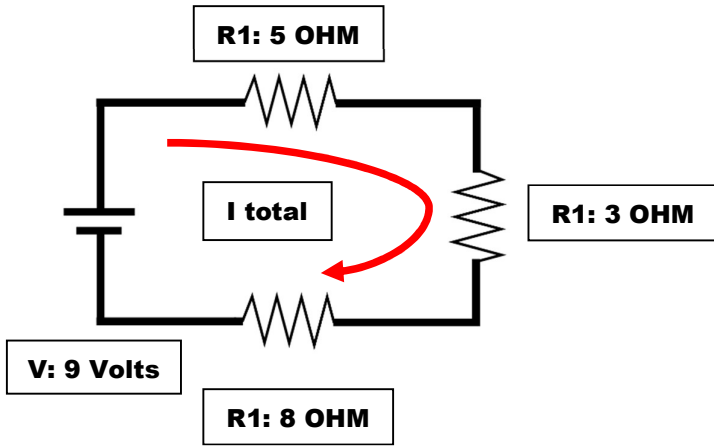 R1: 5 OHM
I total
R1: 3 OHM
V: 9 Volts
R1: 8 OHM